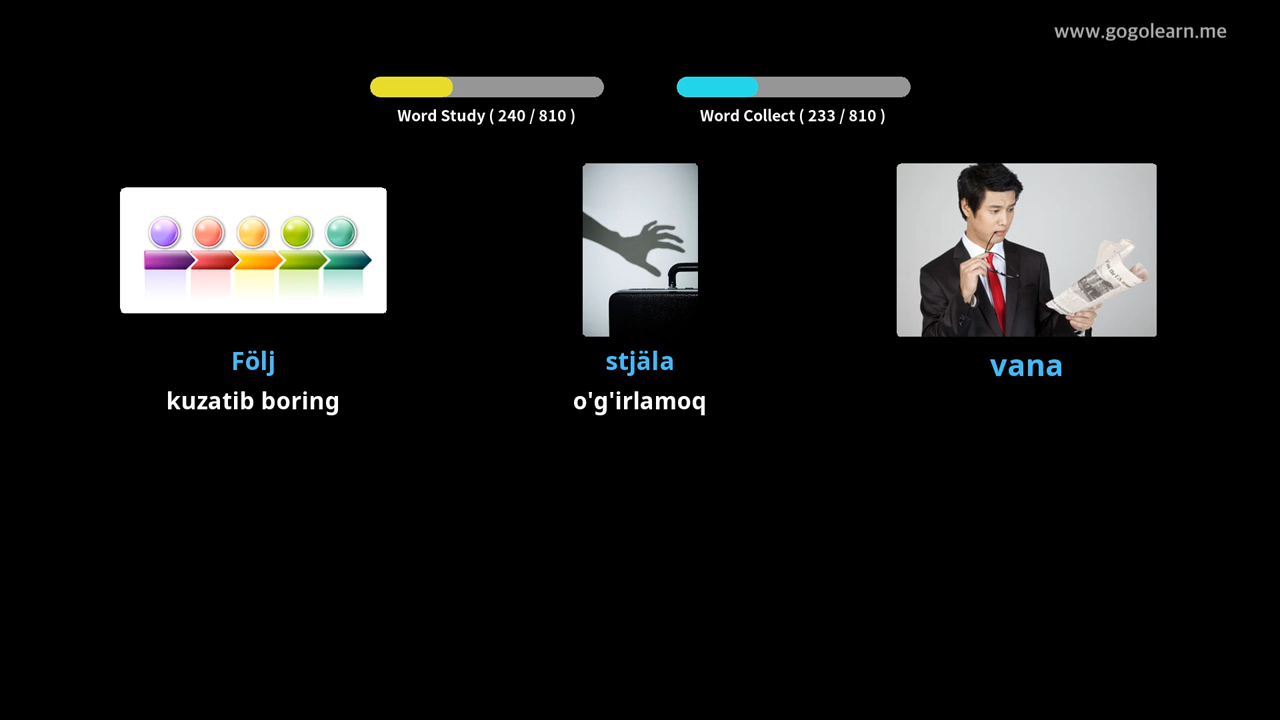 www.gogolearn.me
Word Study ( 240 / 810 )
Word Collect ( 233 / 810 )
Följ
kuzatib boring
stjäla
o'g'irlamoq
vana